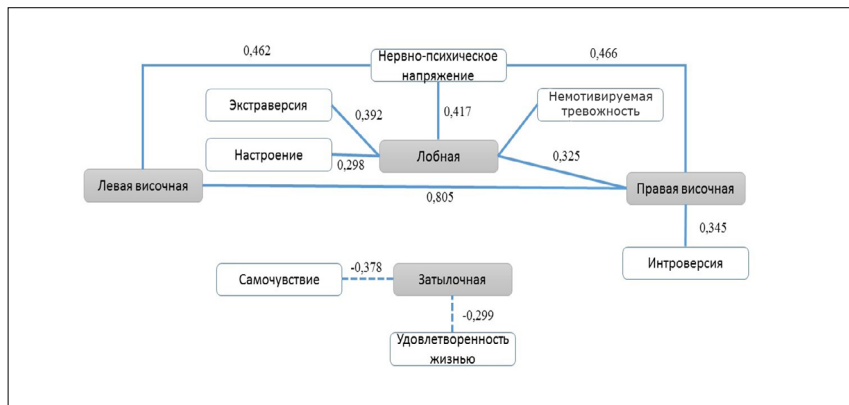 0,462
Нервно-психическое
напряжение
0,466
Экстраверсия
0,392
0,417
Немотивируемая
тревожность
Настроение
0,298
Лобная
0,325
Левая височная
0,805
Правая височная
0,345
Интроверсия
Самочувствие
-0,378
Затылочная
-0,299
Удовлетворенность
жизнью